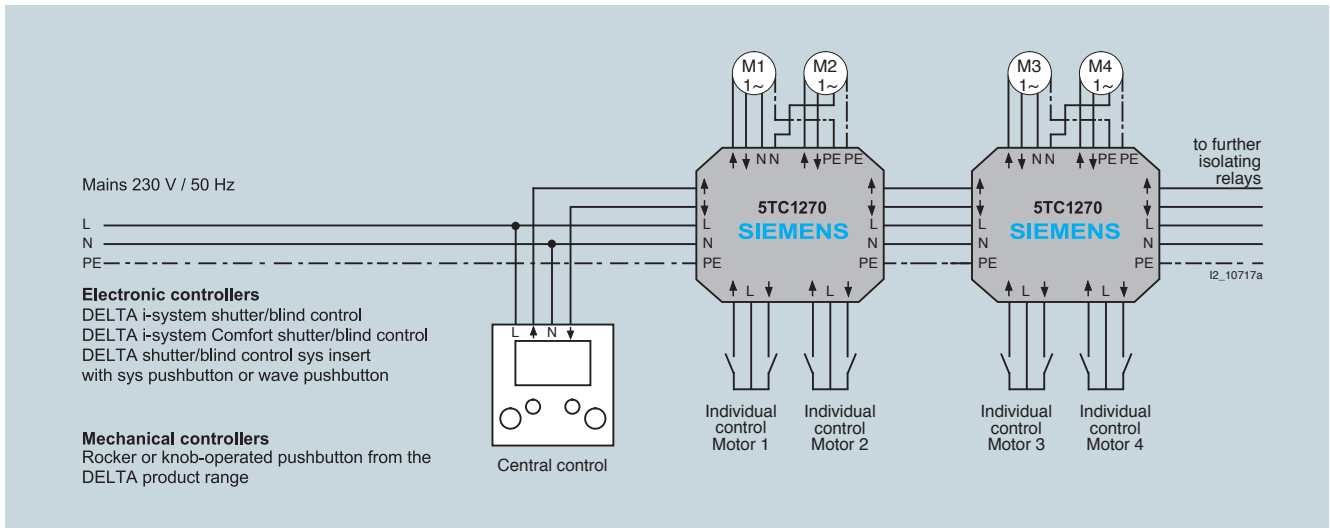 M1
1~
M2
1~
M3
1~
M4
1~
↑ ↓ N N ↑ ↓ PE PE
↑ ↓ N N ↑ ↓ PE PE
to further
isolating
relays
Mains 230 V / 50 Hz
L
N
PE
↑
↓
L
N
PE
5TC1270
SIEMENS
↑
↓
L
N
PE
↑
↓
L
N
PE
5TC1270
SIEMENS
↑
↓
L
N
PE
I2_10717a
↑ L ↓ ↑ L ↓
↑ L ↓ ↑ L ↓
Electronic controllers
DELTA i-system shutter/blind control
DELTA i-system Comfort shutter/blind control
DELTA shutter/blind control sys insert
with sys pushbutton or wave pushbutton
Mechanical controllers
Rocker or knob-operated pushbutton from the
DELTA product range
L ↑ N ↓
Central control
Individual
control
Motor 1
Individual
control
Motor 2
Individual
control
Motor 3
Individual
control
Motor 4